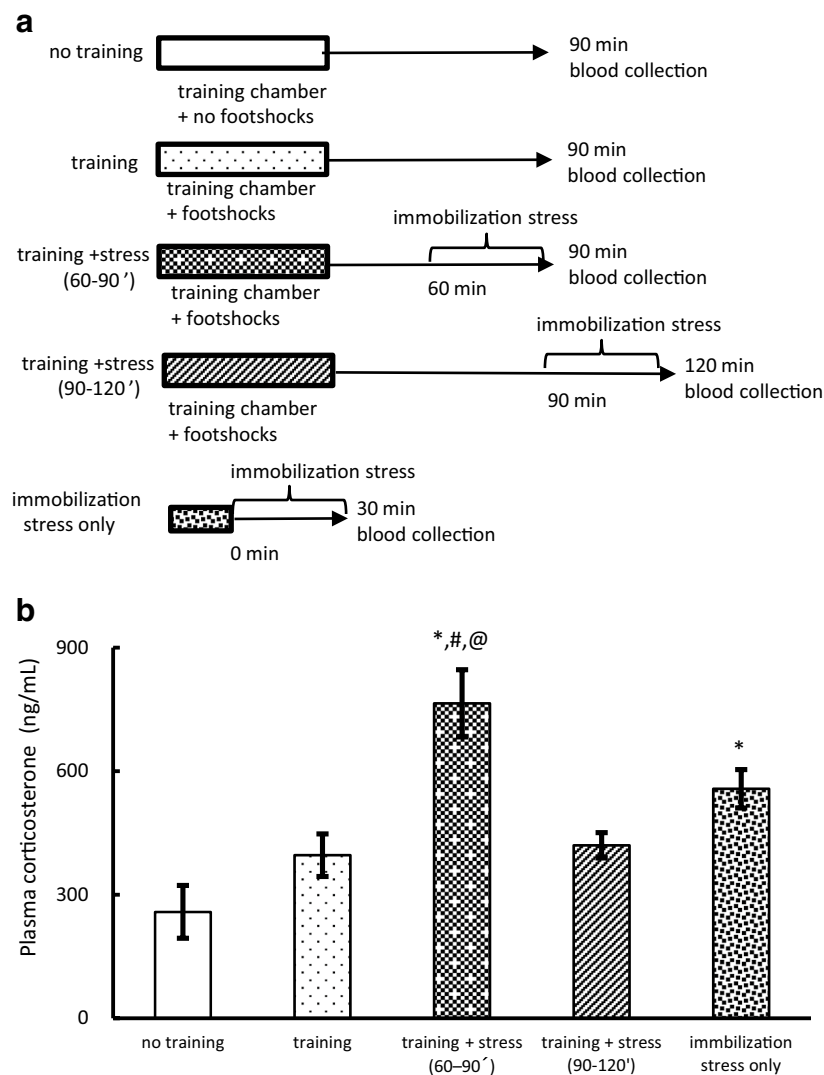 a
no training
90 min
blood collection
training chamber
+ no footshocks
training
90 min
blood collection
training chamber
+ footshocks
immobilization stress
training +stress
(60-90 ’)
90 min
blood collection
60 min
training chamber
+ footshocks
immobilization stress
training +stress
(90-120’)
120 min
blood collection
90 min
training chamber
+ footshocks
immobilization stress
immobilization
stress only
30 min
blood collection
0 min
b
Plasma corticosterone (ng/mL)
900
600
300
0
*,#,@
*
no training
training
training + stress
(60–90´)
training + stress
(90-120')
immbilization
stress only